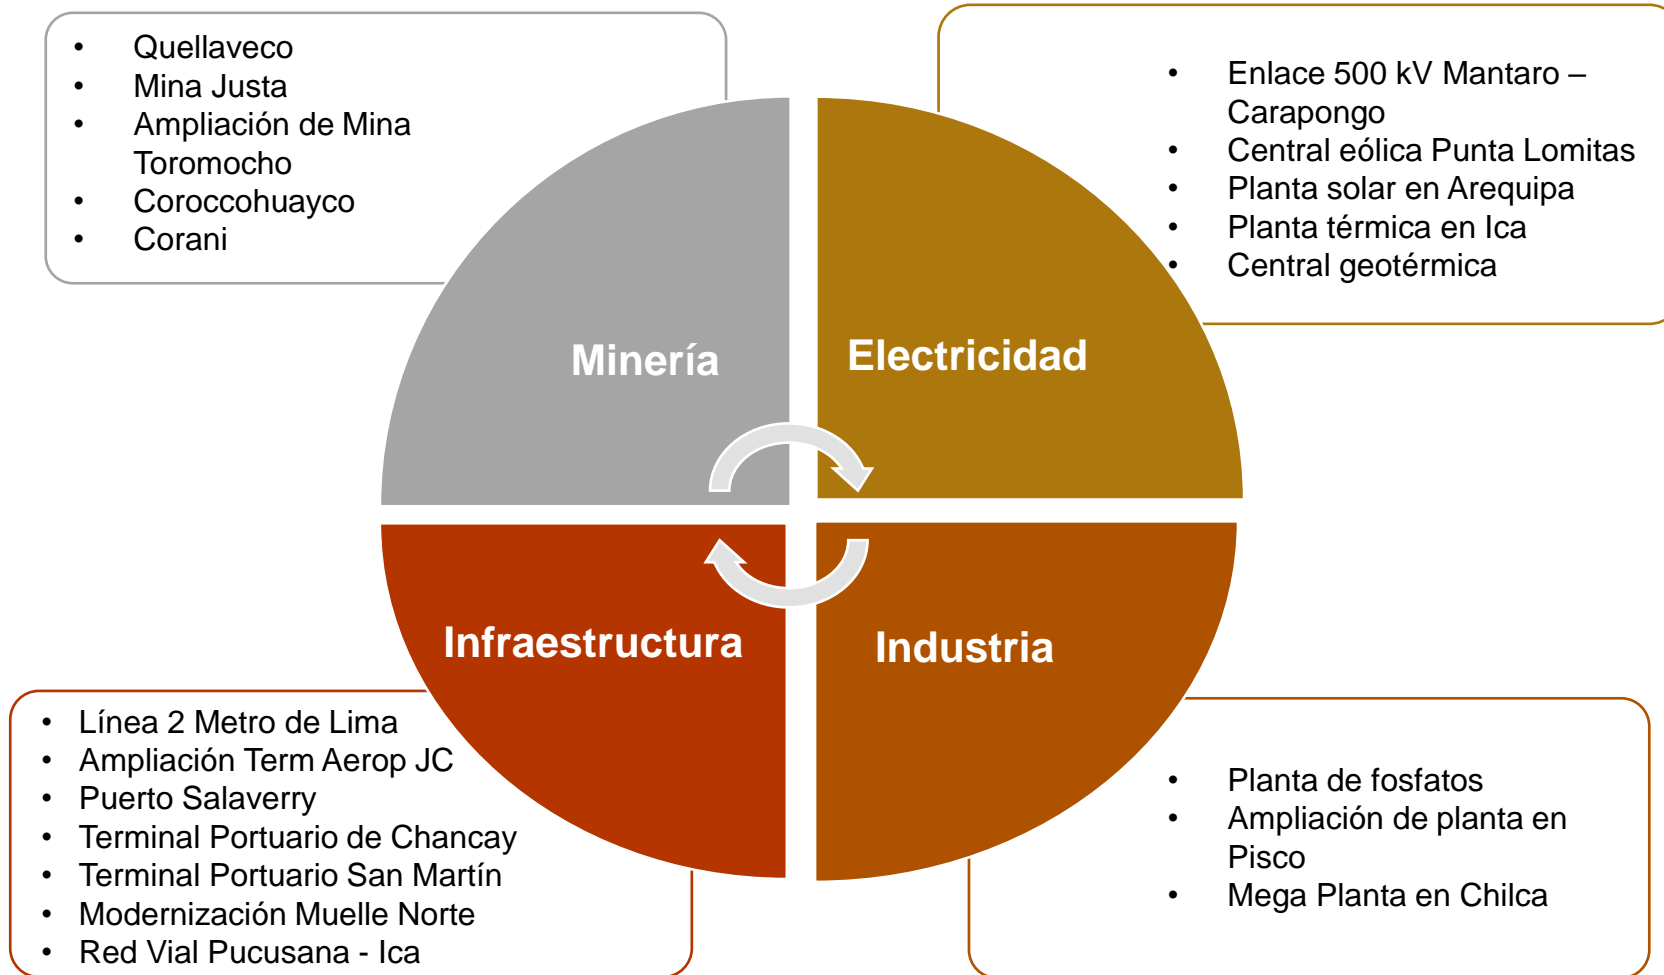 • Quellaveco
• Mina Justa
• Ampliación de Mina
Toromocho
• Coroccohuayco
• Corani
• Enlace 500 kV Mantaro –
Carapongo
• Central eólica Punta Lomitas
• Planta solar en Arequipa
• Planta térmica en Ica
• Central geotérmica
Minería
Electricidad
Infraestructura
Industria
• Línea 2 Metro de Lima
• Ampliación Term Aerop JC
• Puerto Salaverry
• Terminal Portuario de Chancay
• Terminal Portuario San Martín
• Modernización Muelle Norte
• Red Vial Pucusana - Ica
• Planta de fosfatos
• Ampliación de planta en
Pisco
• Mega Planta en Chilca